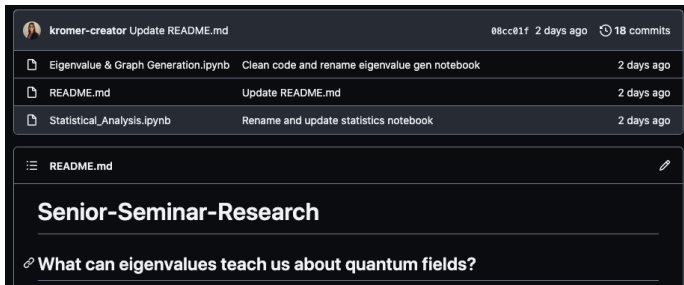 kromer-creator Update README.md 08cc01f 2 days ago 18 commits
Eigenvalue & Graph Generation.ipynb Clean code and rename eigenvalue gen notebook 2 days ago
README.md Update README.md 2 days ago
Statistical_Analysis.ipynb Rename and update statistics notebook 2 days ago
README.md
Senior-Seminar-Research
What can eigenvalues teach us about quantum fields?